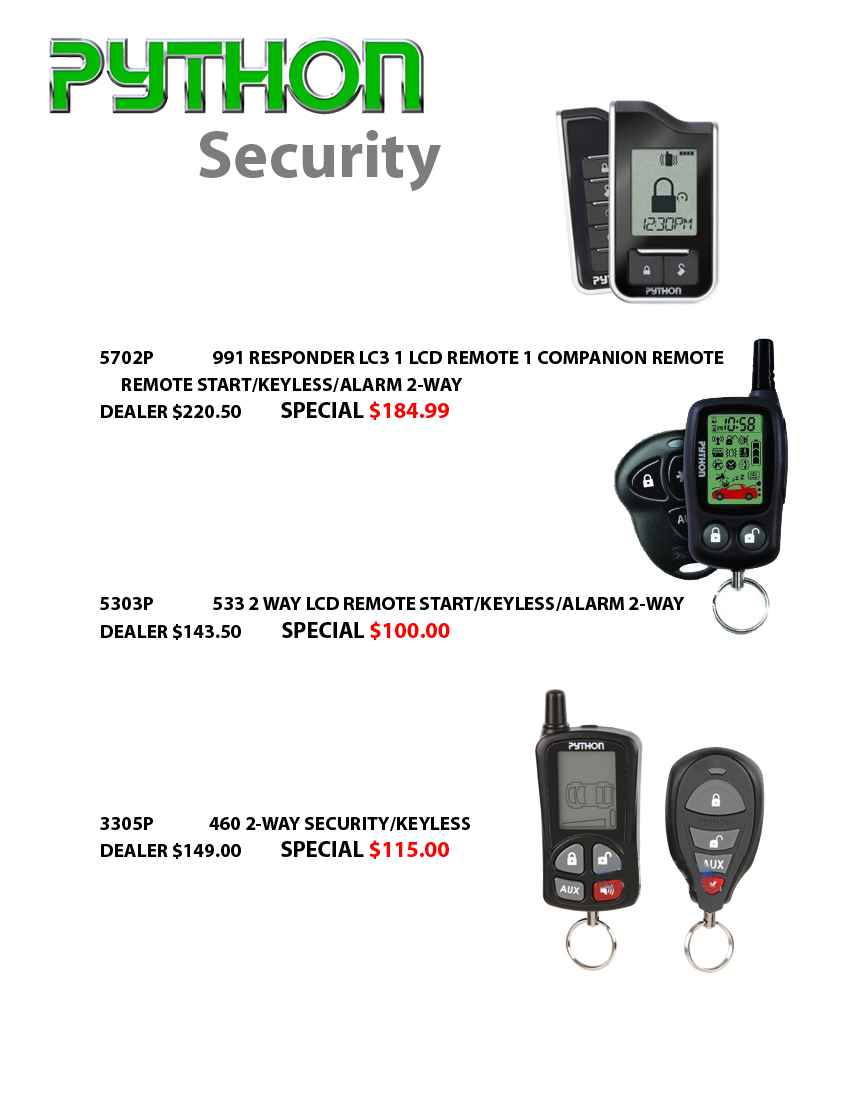 PYTHON
Security
12:30PM
PYTHON
5702P 991 RESPONDER LC3 1 LCD REMOTE 1 COMPANION REMOTE
REMOTE START/KEYLESS/ALARM 2-WAY
DEALER $220.50 SPECIAL $184.99
10:58
PYTHON
5303P 533 2 WAY LCD REMOTE START/KEYLESS/ALARM 2-WAY
DEALER $143.50 SPECIAL $100.00
PYTHON
3305P 460 2-WAY SECURITY/KEYLESS
DEALER $149.00 SPECIAL $115.00
AUX
PYTHON
AUX